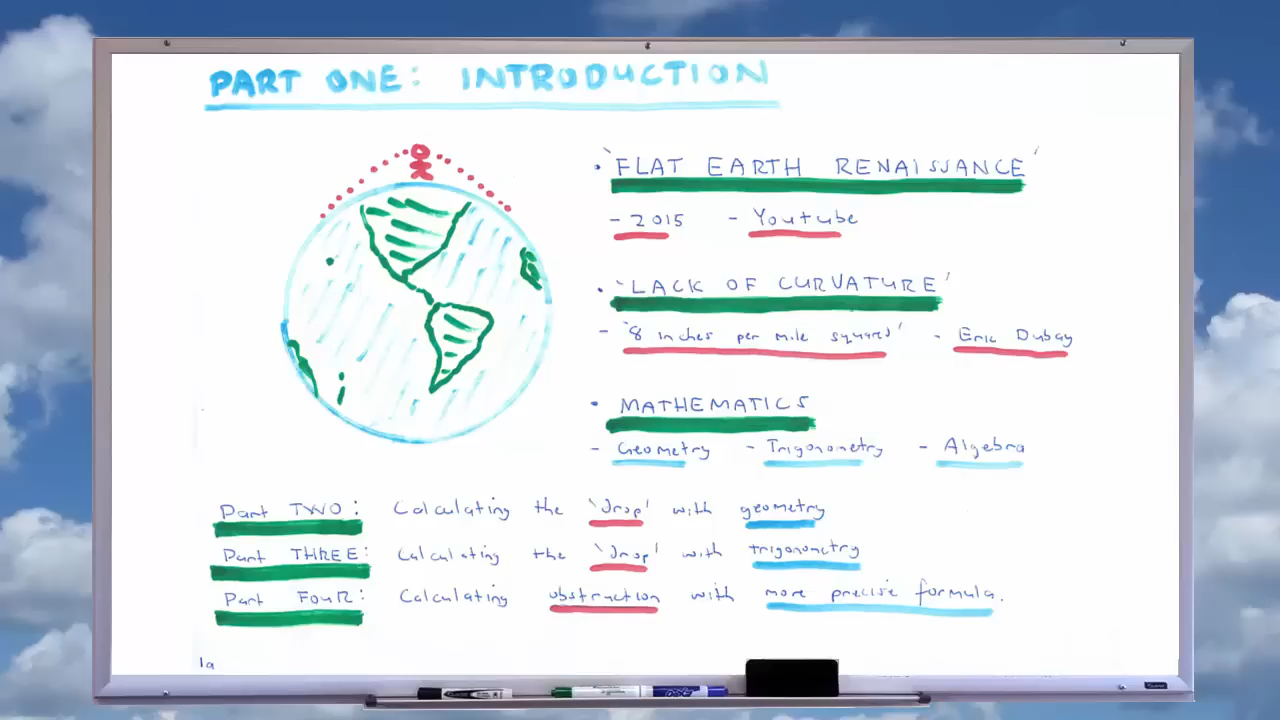 PART ONE: INTRODUCTION
• 'FLAT EARTH RENAISSANCE'
- 2015 - Youtube
• 'LACK OF CURVATURE'
- '8 inches per mile squared' - Eric Dubay
• MATHEMATICS
- Geometry - Trigonometry - Algebra
Part TWO: Calculating the 'drop' with geometry
Part THREE: Calculating the 'drop' with trigonometry
Part FOUR: Calculating obstruction with more precise formula.
1a